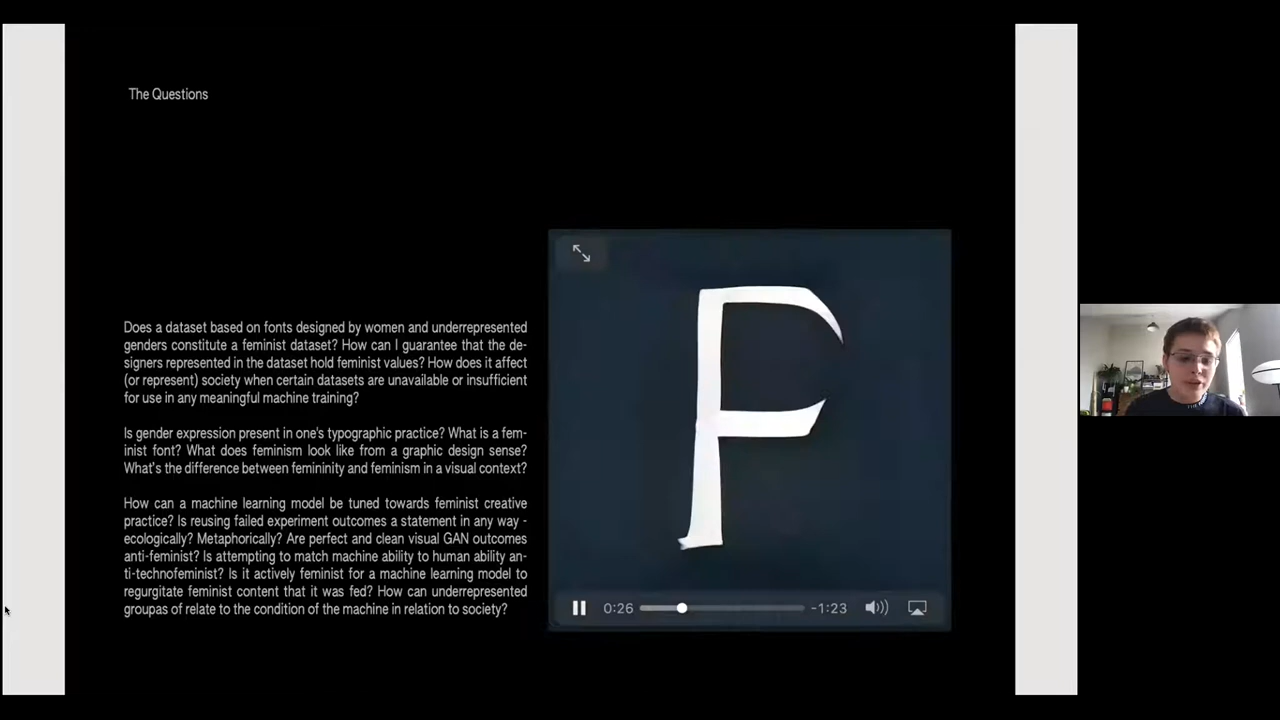 The Questions
Does a dataset based on fonts designed by women and underrepresented
genders constitute a feminist dataset? How can I guarantee that the de-
signers represented in the dataset hold feminist values? How does it affect
(or represent) society when certain datasets are unavailable or insufficient
for use in any meaningful machine training?
Is gender expression present in one's typographic practice? What is a fem-
inist font? What does feminism look like from a graphic design sense?
What's the difference between femininity and feminism in a visual context?
How can a machine learning model be tuned towards feminist creative
practice? Is reusing failed experiment outcomes a statement in any way -
ecologically? Metaphorically? Are perfect and clean visual GAN outcomes
anti-feminist? Is attempting to match machine ability to human ability an-
ti-technofeminist? Is it actively feminist for a machine learning model to
regurgitate feminist content that it was fed? How can underrepresented
groupas of relate to the condition of the machine in relation to society?
P
0:26
-1:23